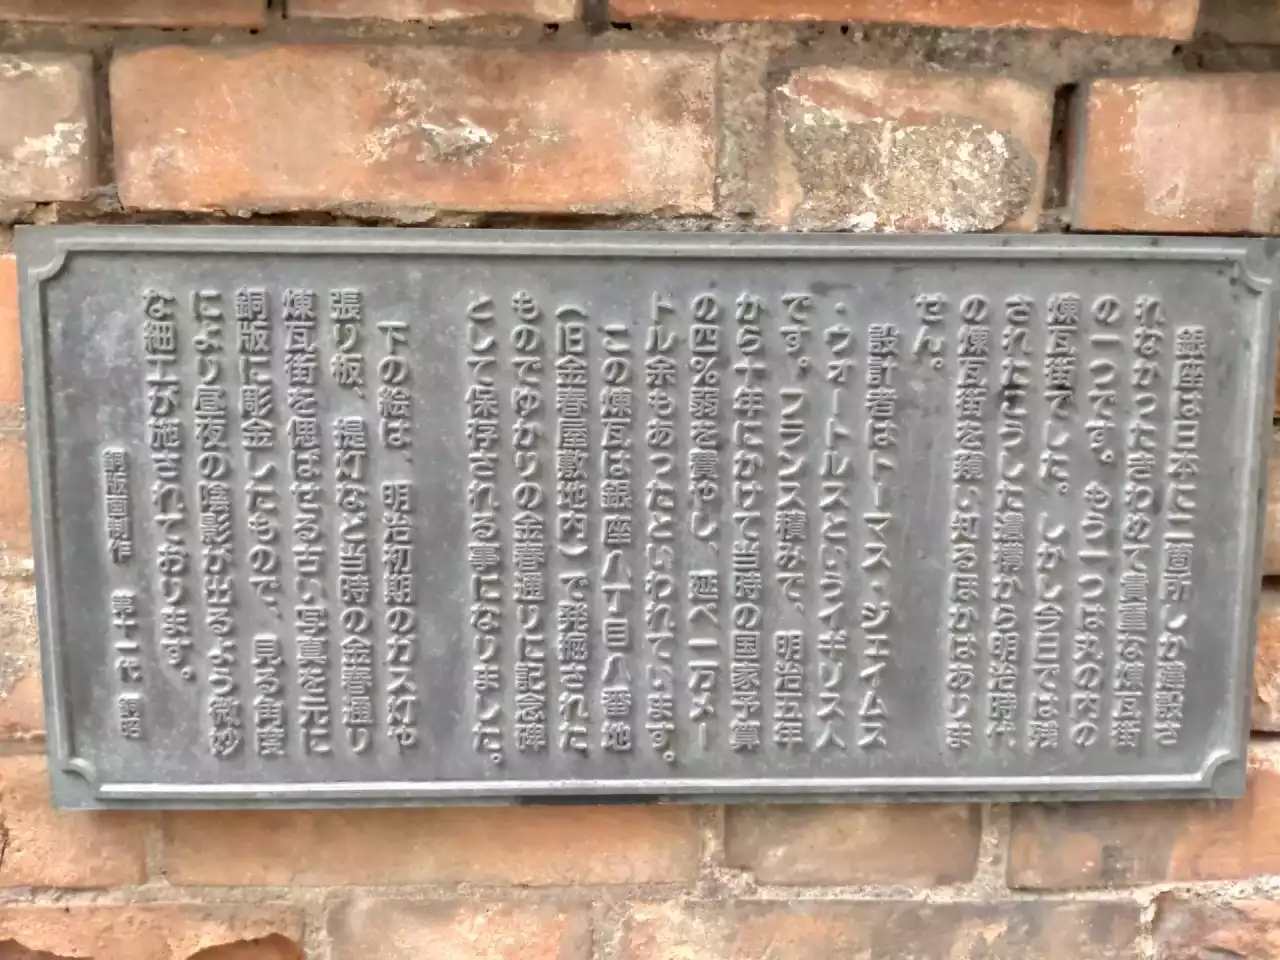 銀座は日本に二箇所しか建設さ
れなかったきわめて貴重な煉瓦街
の一つです。もう一つは丸の内の
煉瓦街でした。しかし今日では残
されたこうした遺構から明治時代
の煉瓦街を窺い知るほかはありま
せん。
設計者はトーマス・ジェイムス
・ウォートルスというイギリス人
です。フランス積みで、明治五年
から十年にかけて当時の国家予算
の四%弱を費やし、延べ一万メー
トル余もあったといわれています。
この煉瓦は銀座八丁目八番地
(旧金春屋敷地内)で発掘された
ものでゆかりの金春通りに記念碑
として保存される事になりました。
下の絵は、明治初期のガス灯や
張り板、提灯など当時の金春通り
煉瓦街を偲ばせる古い写真を元に
銅版に彫金したもので、見る角度
により昼夜の陰影が出るよう微妙
な細工が施されております。
銅版画制作 第十一代 銅昭